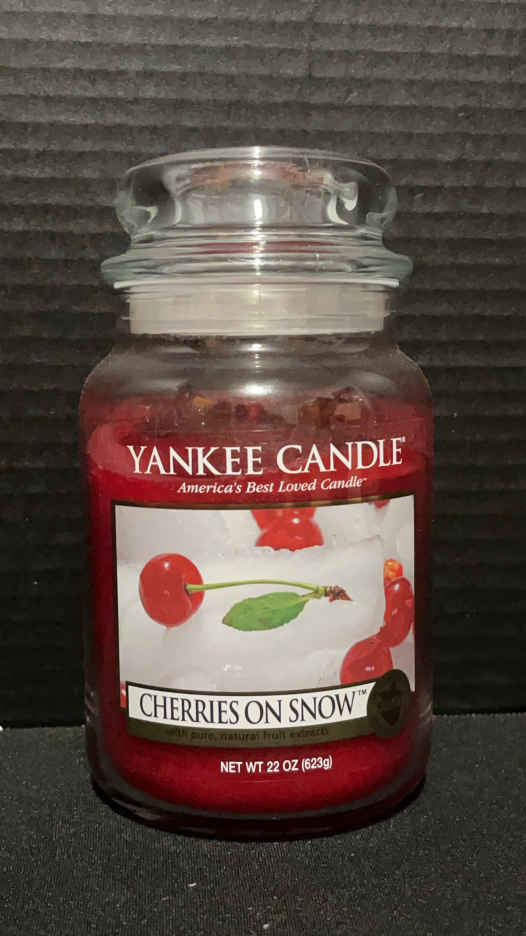 YANKEE CANDLE®
America's Best Loved Candle™
CHERRIES ON SNOW™
with pure, natural fruit extracts
NET WT 22 OZ (623g)